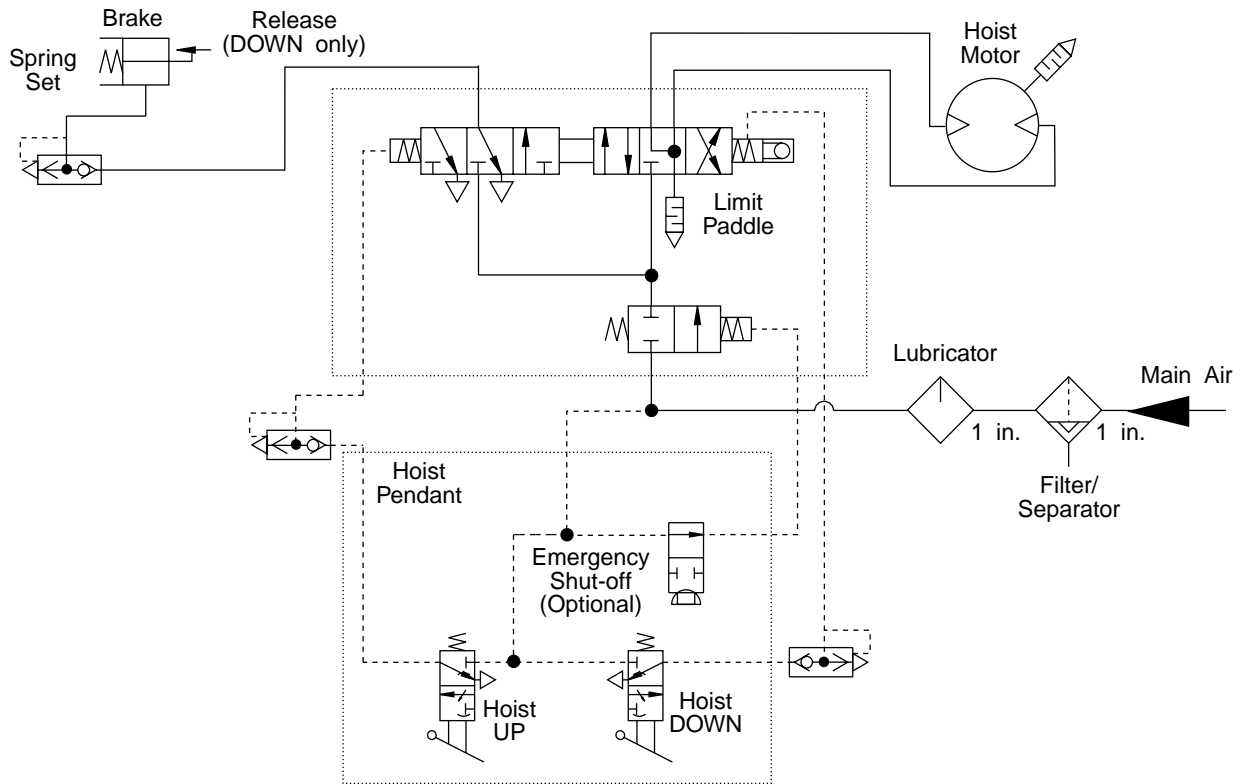 Brake
Release
(DOWN only)
Spring
Set
Hoist
Motor
Limit
Paddle
Lubricator
Main Air
1 in.
1 in.
Filter/
Separator
Hoist
Pendant
Emergency
Shut-off
(Optional)
Hoist
UP
Hoist
DOWN